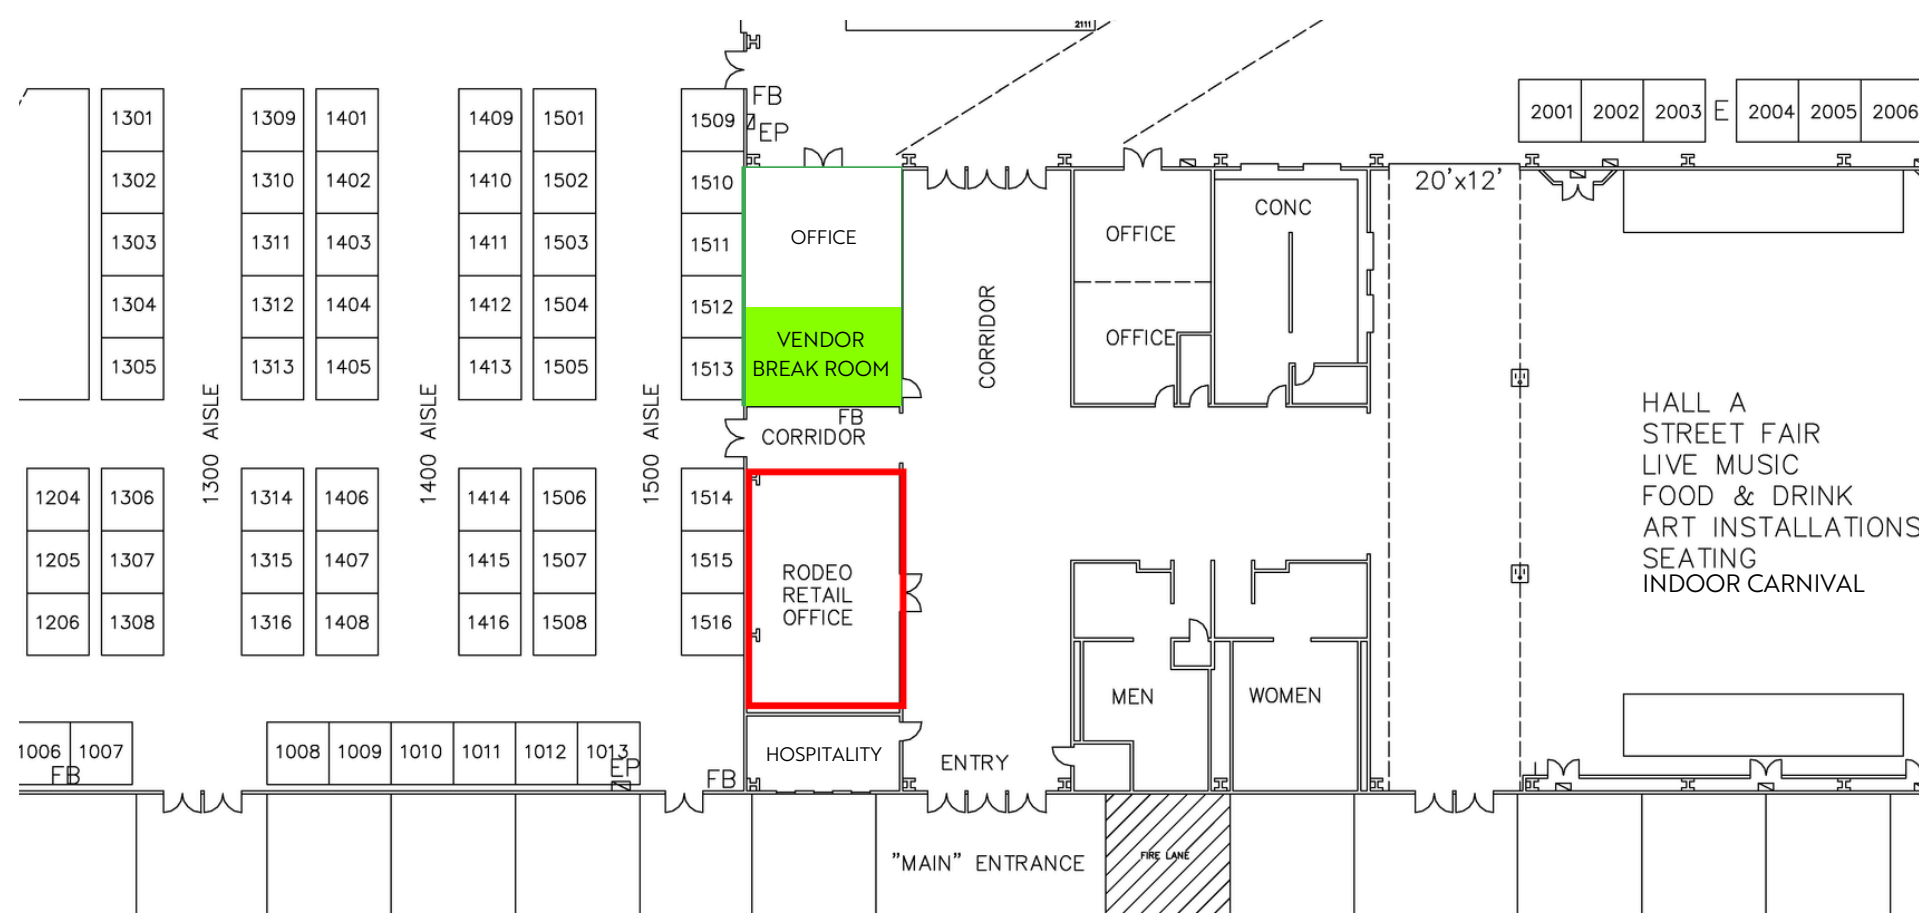 2111
FB
EP
1301
1309
1401
1409
1501
1509
2001
2002
2003
E
2004
2005
2006
1302
1310
1402
1410
1502
1510
20'x12'
1303
1311
1403
1411
1503
1511
OFFICE
OFFICE
CONC
1304
1312
1404
1412
1504
1512
VENDOR
BREAK ROOM
CORRIDOR
OFFICE
1305
1313
1405
1413
1505
1513
1300 AISLE
1400 AISLE
1500 AISLE
FB
CORRIDOR
HALL A
STREET FAIR
LIVE MUSIC
FOOD & DRINK
ART INSTALLATIONS
SEATING
INDOOR CARNIVAL
1204
1306
1314
1406
1414
1506
1514
1205
1307
1315
1407
1415
1507
1515
RODEO
RETAIL
OFFICE
1206
1308
1316
1408
1416
1508
1516
MEN
WOMEN
1006
1007
FB
1008
1009
1010
1011
1012
1013
EP
FB
HOSPITALITY
ENTRY
"MAIN" ENTRANCE
FIRE LANE